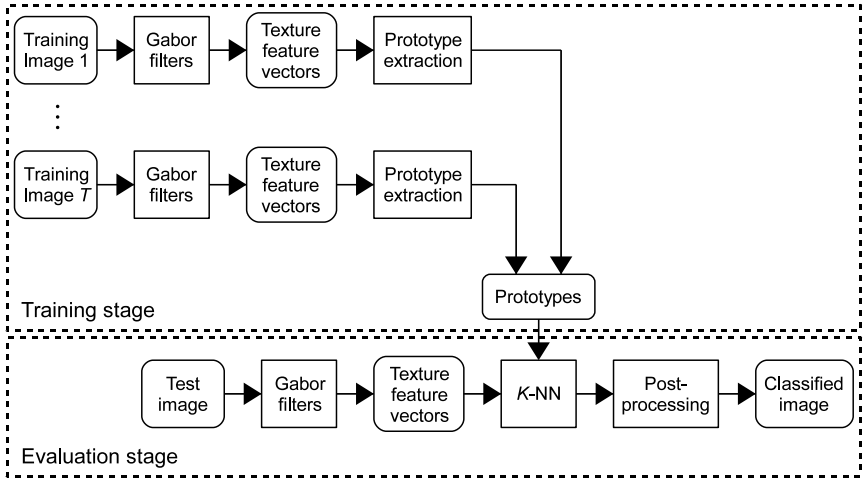 Training
Image 1
Gabor
filters
Texture
feature
vectors
Prototype
extraction
Training
Image T
Gabor
filters
Texture
feature
vectors
Prototype
extraction
Prototypes
Training stage
Test
image
Gabor
filters
Texture
feature
vectors
K-NN
Post-
processing
Classified
image
Evaluation stage